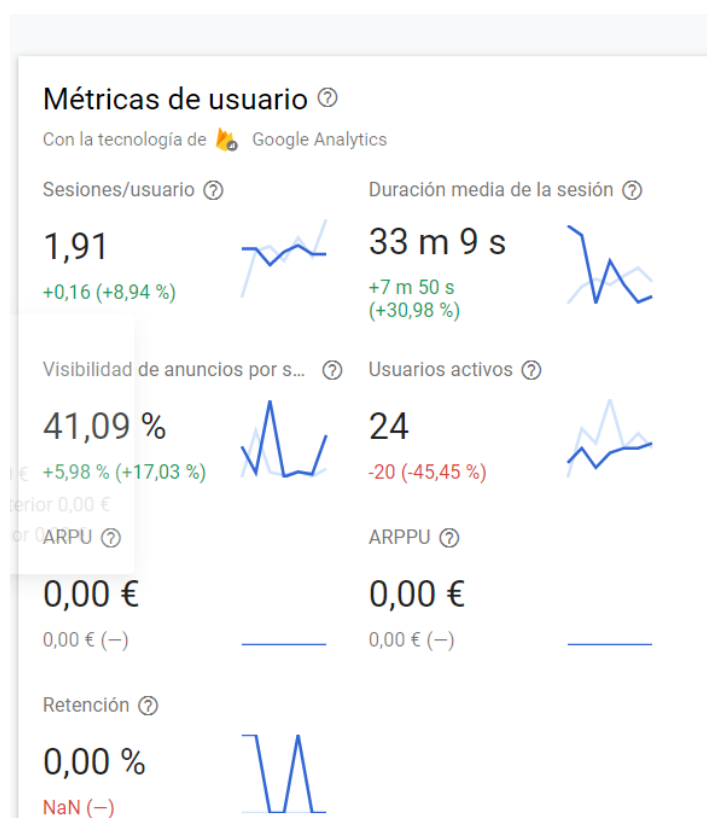 Métricas de usuario
Con la tecnología de Google Analytics
Sesiones/usuario
1,91
+0,16 (+8,94 %)
Duración media de la sesión
33 m 9 s
+7 m 50 s
(+30,98 %)
Visibilidad de anuncios por s...
41,09 %
+5,98 % (+17,03 %)
Usuarios activos
24
-20 (-45,45 %)
€
terior 0,00 €
or 0,00 €
ARPU
0,00 €
0,00 € (—)
ARPPU
0,00 €
0,00 € (—)
Retención
0,00 %
NaN (—)